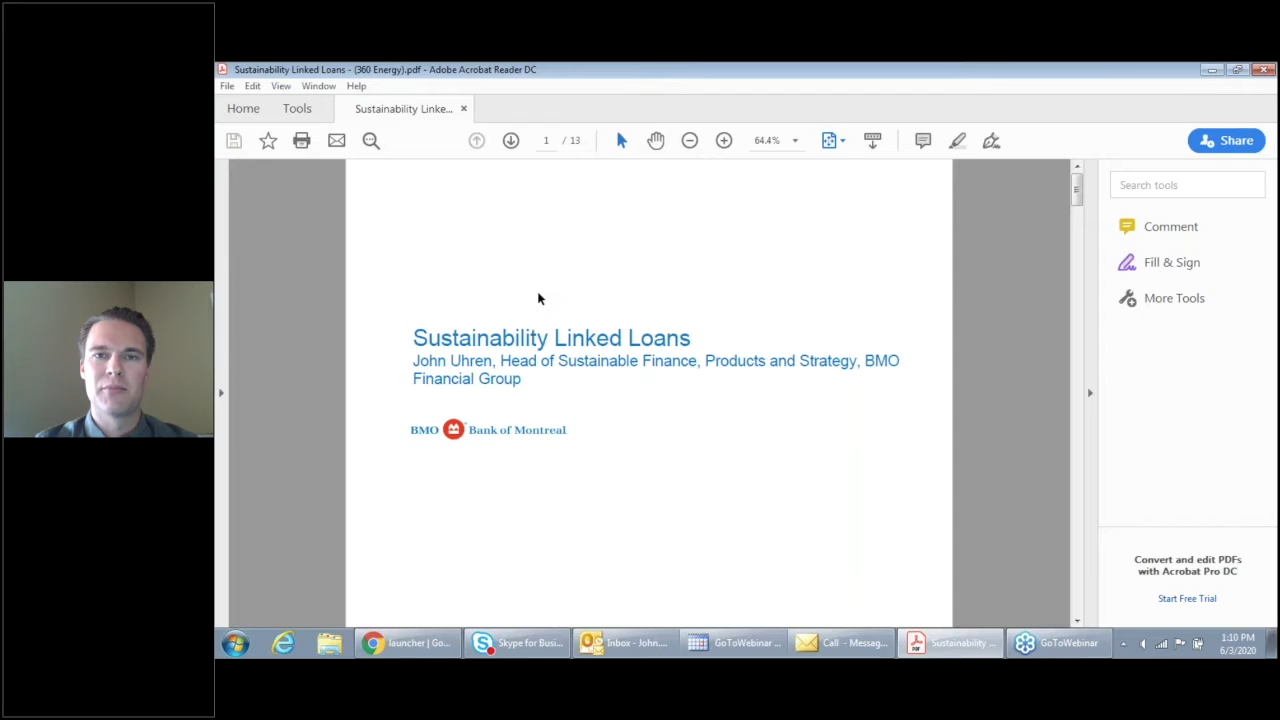 Sustainability Linked Loans - (360 Energy).pdf - Adobe Acrobat Reader DC
File Edit View Window Help
Home Tools Sustainability Linke... ×
1 / 13 64.4% Share
Search tools
Comment
Fill & Sign
More Tools
Sustainability Linked Loans
John Uhren, Head of Sustainable Finance, Products and Strategy, BMO
Financial Group
BMO Bank of Montreal
Convert and edit PDFs
with Acrobat Pro DC
Start Free Trial
launcher | Go... Skype for Busi... Inbox - John.... GoToWebinar ... Call - Messag... Sustainability ... GoToWebinar
1:10 PM
6/3/2020